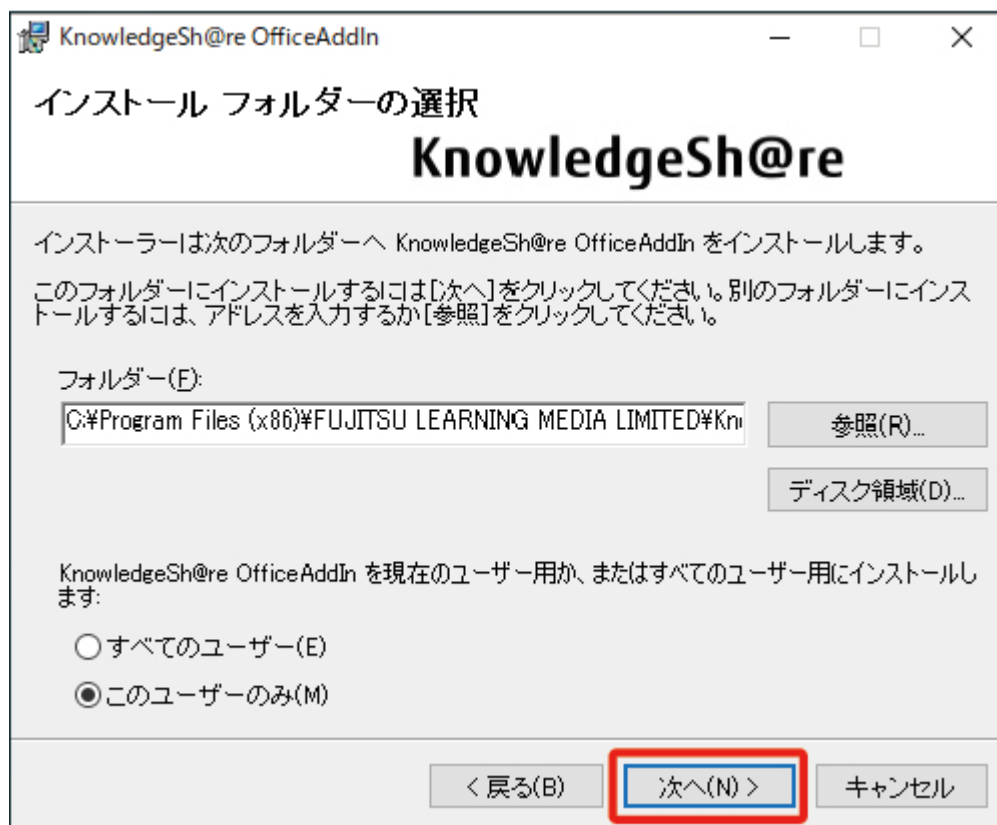 KnowledgeSh@re OfficeAddIn
インストール フォルダーの選択
KnowledgeSh@re
インストーラーは次のフォルダーへ KnowledgeSh@re OfficeAddIn をインストールします。
このフォルダーにインストールするには[次へ]をクリックしてください。別のフォルダーにインス
トールするには、アドレスを入力するか[参照]をクリックしてください。
フォルダー(F):
C:¥Program Files (x86)¥FUJITSU LEARNING MEDIA LIMITED¥Kn
参照(R)...
ディスク領域(D)...
KnowledgeSh@re OfficeAddIn を現在のユーザー用か、またはすべてのユーザー用にインストールし
ます:
すべてのユーザー(E)
このユーザーのみ(M)
< 戻る(B) 次へ(N) > キャンセル